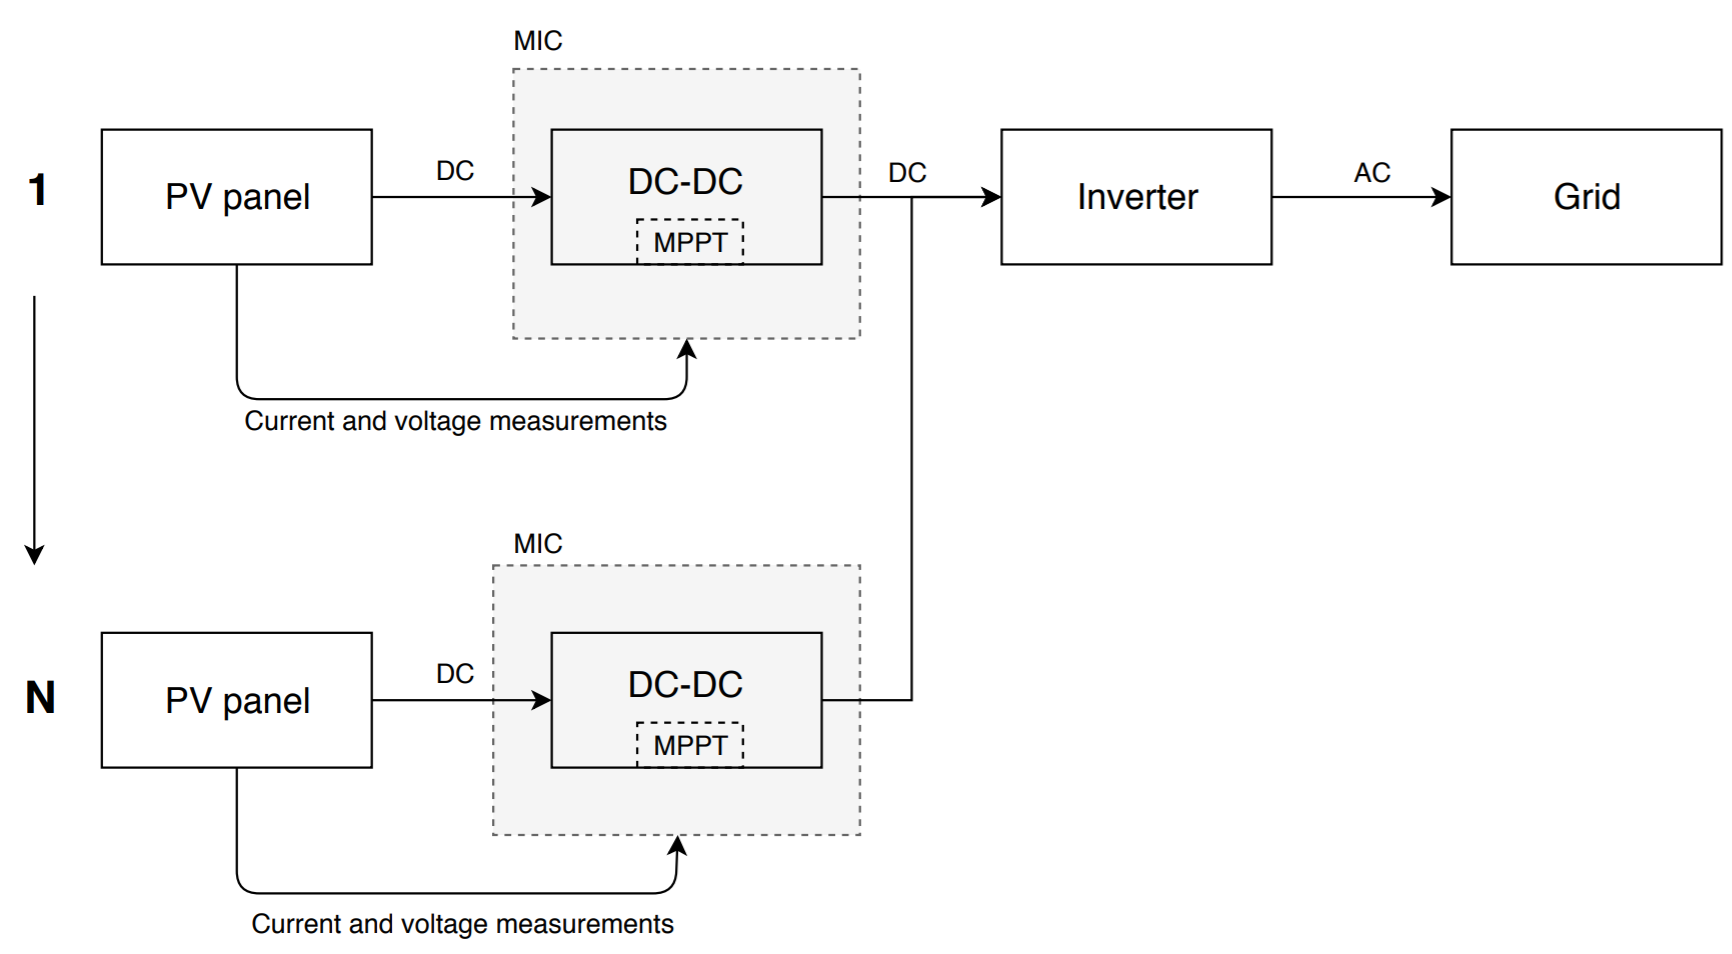 MIC
1
PV panel
DC
DC-DC
MPPT
DC
Inverter
AC
Grid
Current and voltage measurements
MIC
N
PV panel
DC
DC-DC
MPPT
Current and voltage measurements